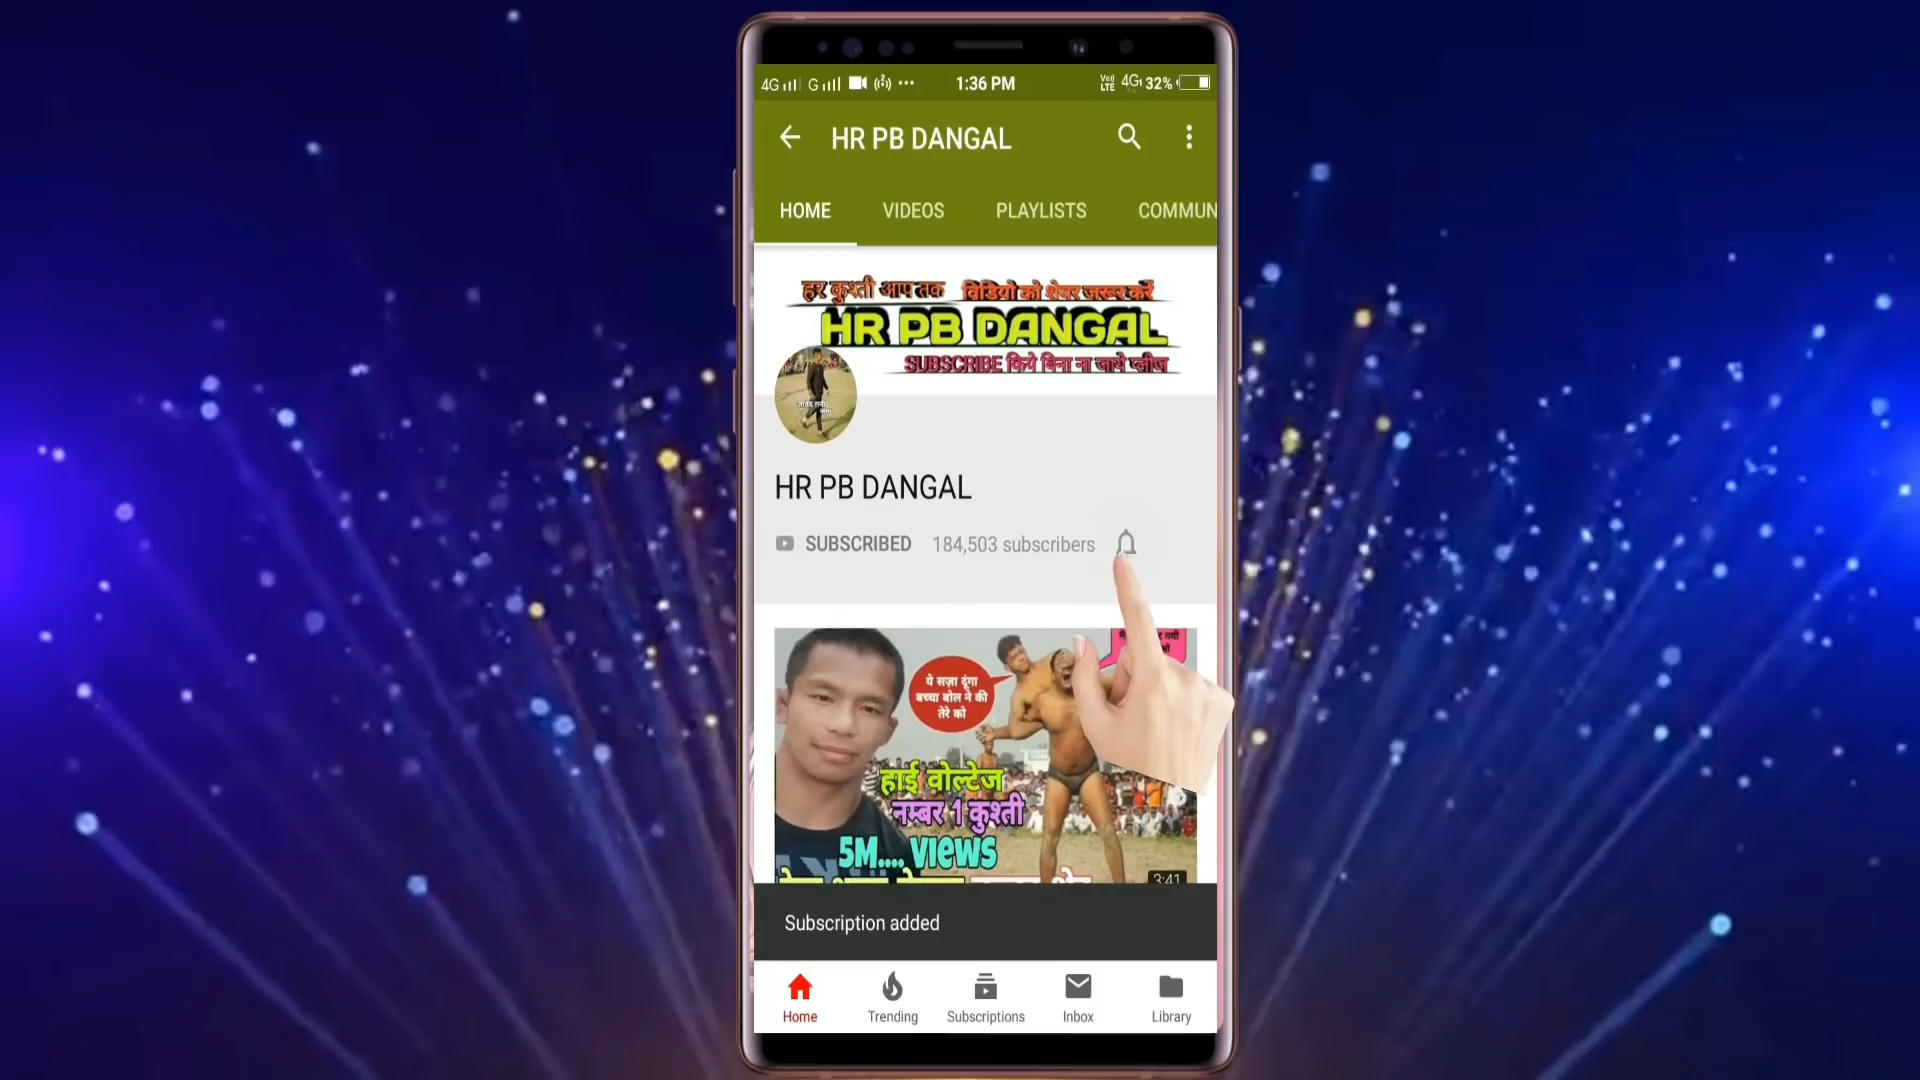 4G G 1:36 PM VoI) LTE 4G 32%
HR PB DANGAL
HOME VIDEOS PLAYLISTS COMMUN
हर कुश्ती आप तक विडियो को शेयर जरूर करें
HR PB DANGAL
SUBSCRIBE किये बिना ना जाये प्लीज
HR PB DANGAL
SUBSCRIBED 184,503 subscribers
ये सज़ा दूंगा
बच्चा बोल ने की
तेरे को
हाई वोल्टेज
नम्बर 1 कुश्ती
5M.... VIEWS
3:41
Subscription added
Home Trending Subscriptions Inbox Library